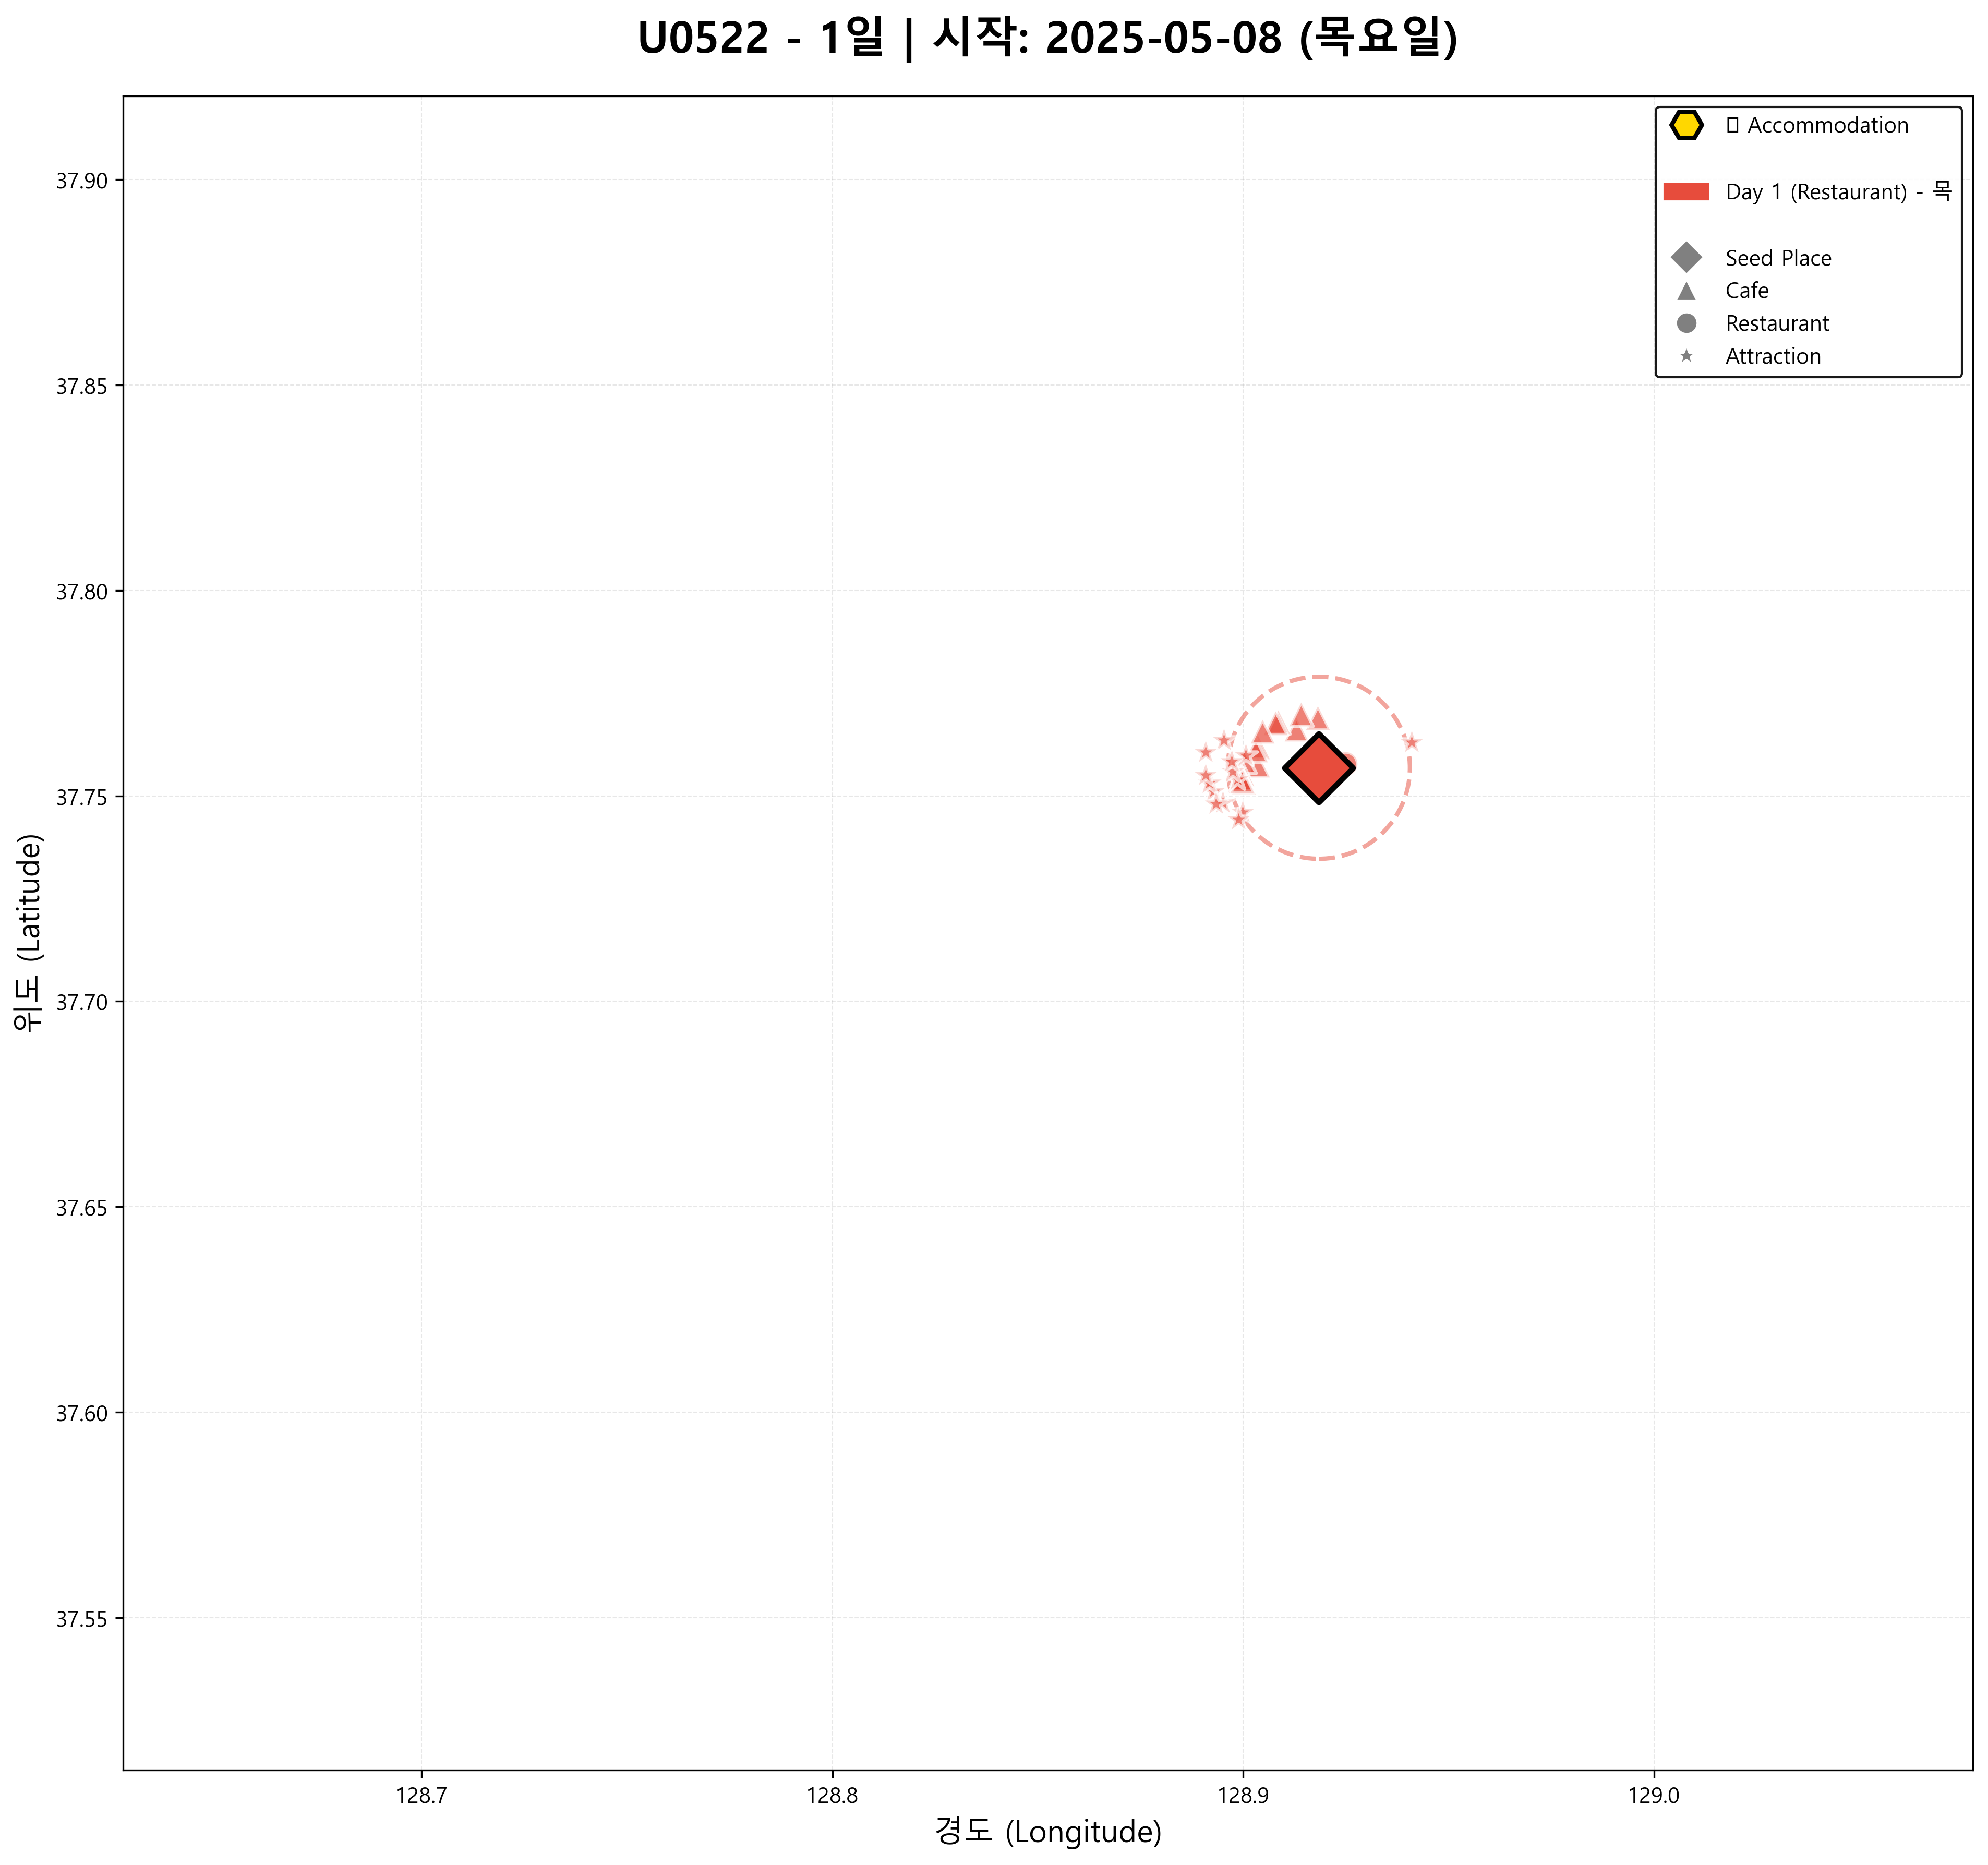 U0522 - 1일 | 시작: 2025-05-08 (목요일)
▯ Accommodation
Day 1 (Restaurant) - 목
Seed Place
Cafe
Restaurant
Attraction
37.90
37.85
37.80
37.75
37.70
37.65
37.60
37.55
위도 (Latitude)
128.7 128.8 128.9 129.0
경도 (Longitude)